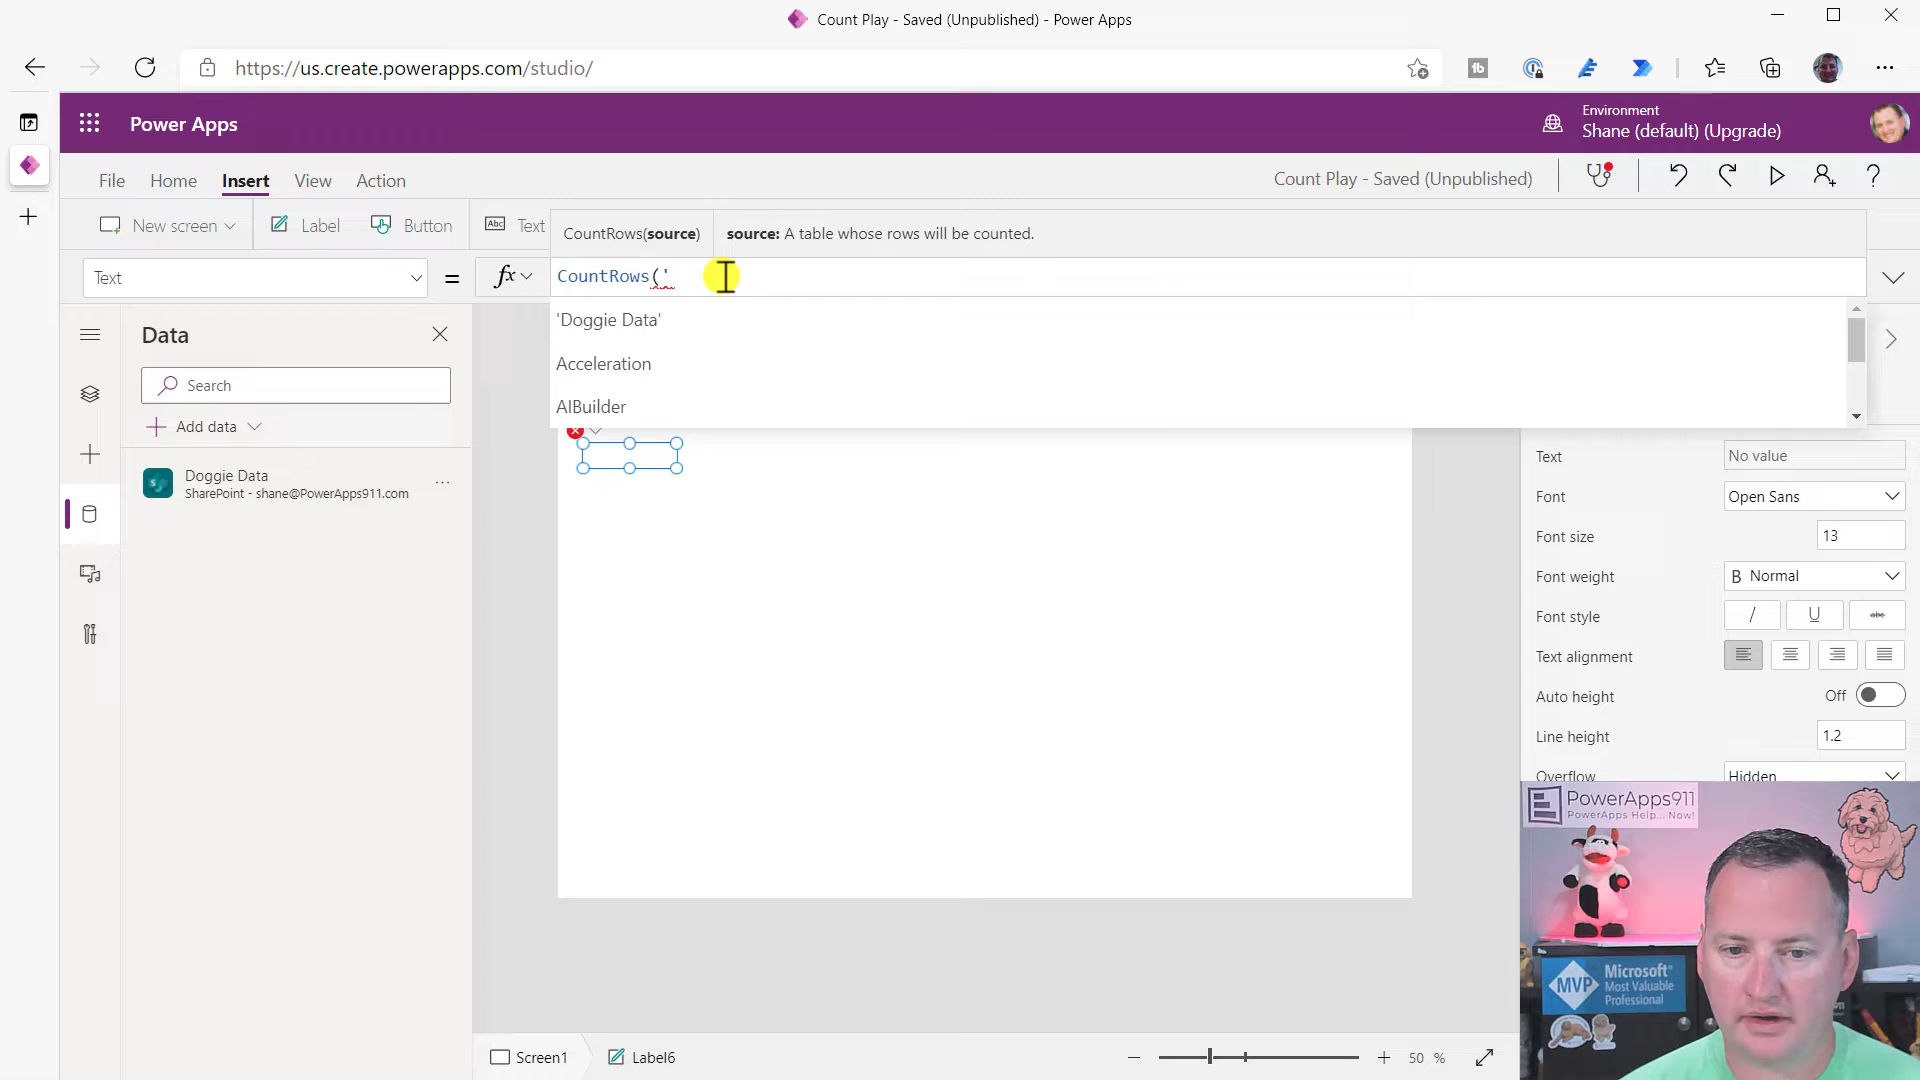 Count Play - Saved (Unpublished) - Power Apps
https://us.create.powerapps.com/studio/
Power Apps
Environment
Shane (default) (Upgrade)
File
Home
Insert
View
Action
Count Play - Saved (Unpublished)
New screen
Label
Button
Abc
Text
CountRows(source)
source: A table whose rows will be counted.
Text
=
fx
CountRows('
'Doggie Data'
Acceleration
AIBuilder
Data
Search
Add data
Doggie Data
SharePoint - shane@PowerApps911.com
Text
No value
Font
Open Sans
Font size
13
Font weight
B Normal
Font style
/
U
abc
Text alignment
Auto height
Off
Line height
1.2
Overflow
Hidden
PowerApps911
PowerApps Help... Now!
MVP
Microsoft
Most Valuable
Professional
Screen1
Label6
50 %